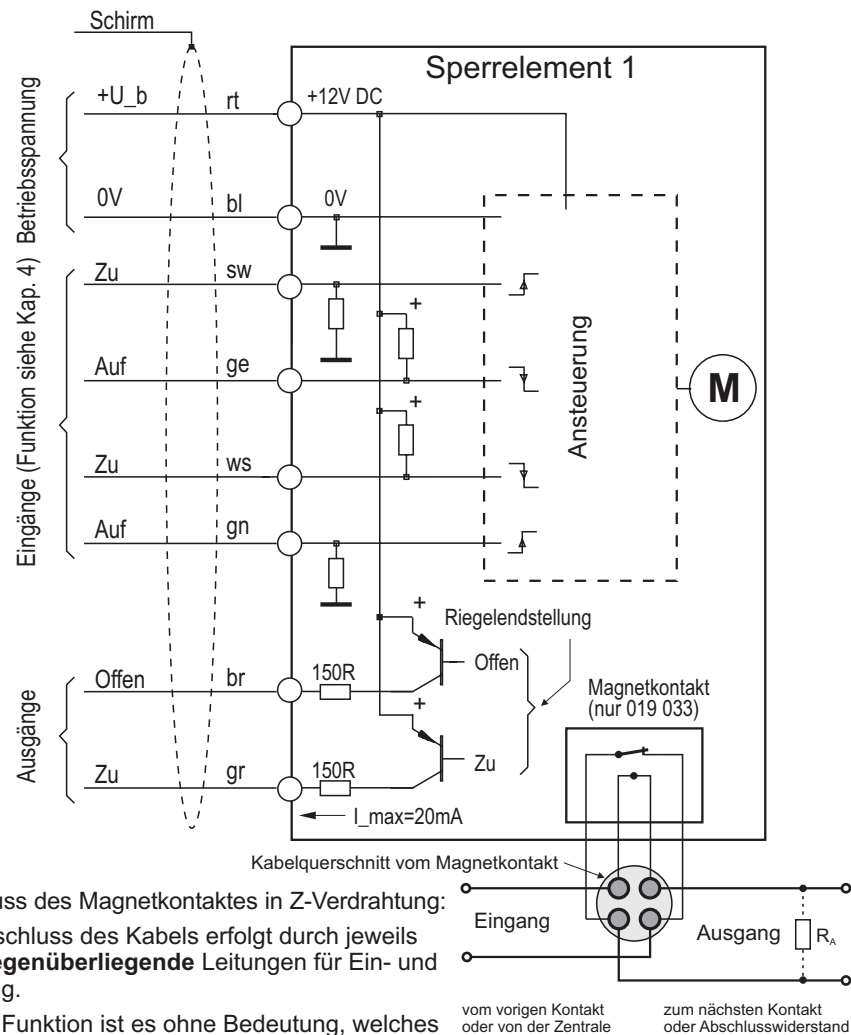 Schirm
Sperrelement 1
Betriebsspannung
+U_b rt +12V DC
0V bl 0V
Eingänge (Funktion siehe Kap. 4)
Zu sw
+
Auf ge
+
Zu ws
Auf gn
Ansteuerung
M
+
Riegelendstellung
Ausgänge
Offen br 150R Offen
+
Zu gr 150R Zu
I_max=20mA
Magnetkontakt
(nur 019 033)
Kabelquerschnitt vom Magnetkontakt
uss des Magnetkontaktes in Z-Verdrahtung:
schluss des Kabels erfolgt durch jeweils
egenüberliegende Leitungen für Ein- und
g.
Funktion ist es ohne Bedeutung, welches
Eingang
Ausgang
RA
vom vorigen Kontakt
oder von der Zentrale
zum nächsten Kontakt
oder Abschlusswiderstand